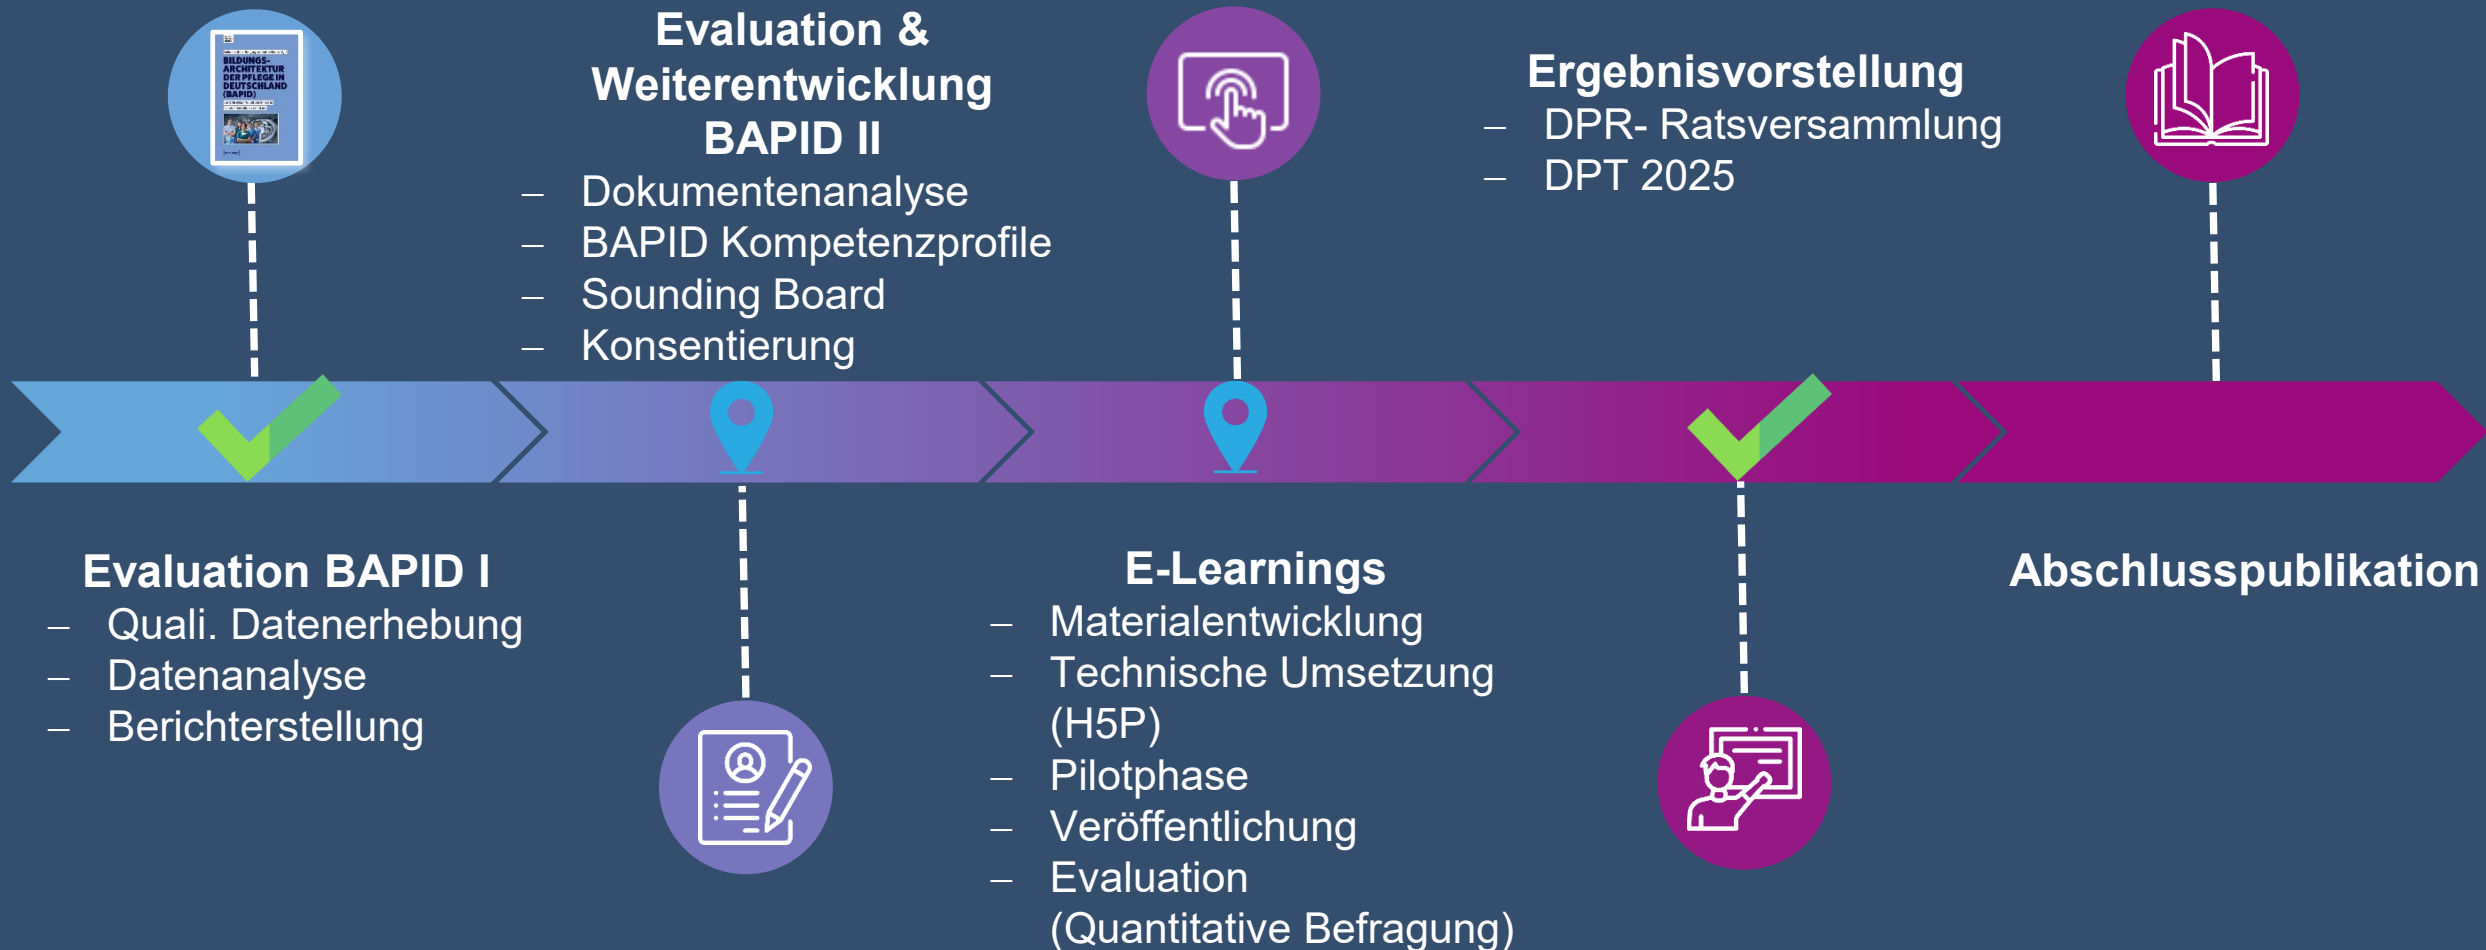 BILDUNGS-
ARCHITEKTUR
DER PFLEGE IN
DEUTSCHLAND
(BAPID)
Evaluation &
Weiterentwicklung
BAPID II
– Dokumentenanalyse
– BAPID Kompetenzprofile
– Sounding Board
– Konsentierung
Ergebnisvorstellung
– DPR- Ratsversammlung
– DPT 2025
Evaluation BAPID I
– Quali. Datenerhebung
– Datenanalyse
– Berichterstellung
E-Learnings
– Materialentwicklung
– Technische Umsetzung
(H5P)
– Pilotphase
– Veröffentlichung
– Evaluation
(Quantitative Befragung)
Abschlusspublikation